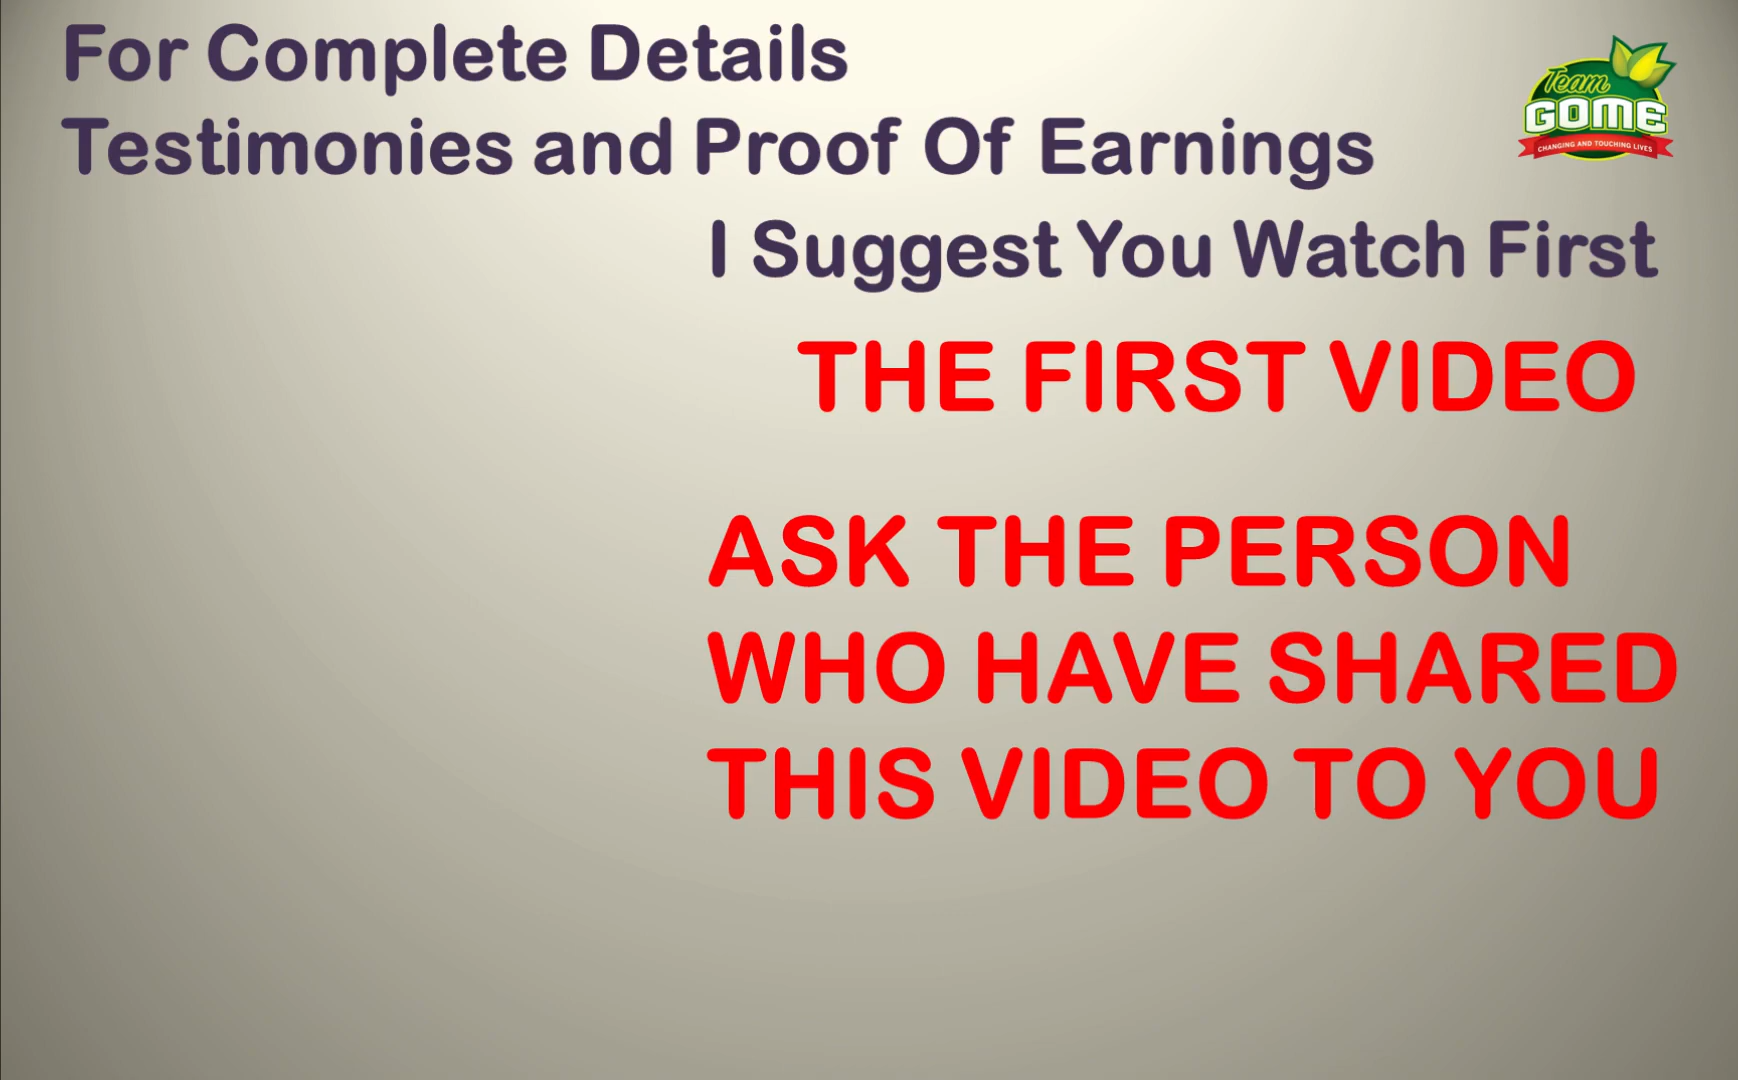 For Complete Details
Testimonies and Proof Of Earnings
I Suggest You Watch First
THE FIRST VIDEO
ASK THE PERSON
WHO HAVE SHARED
THIS VIDEO TO YOU
Team
GOME
CHANGING AND TOUCHING LIVES